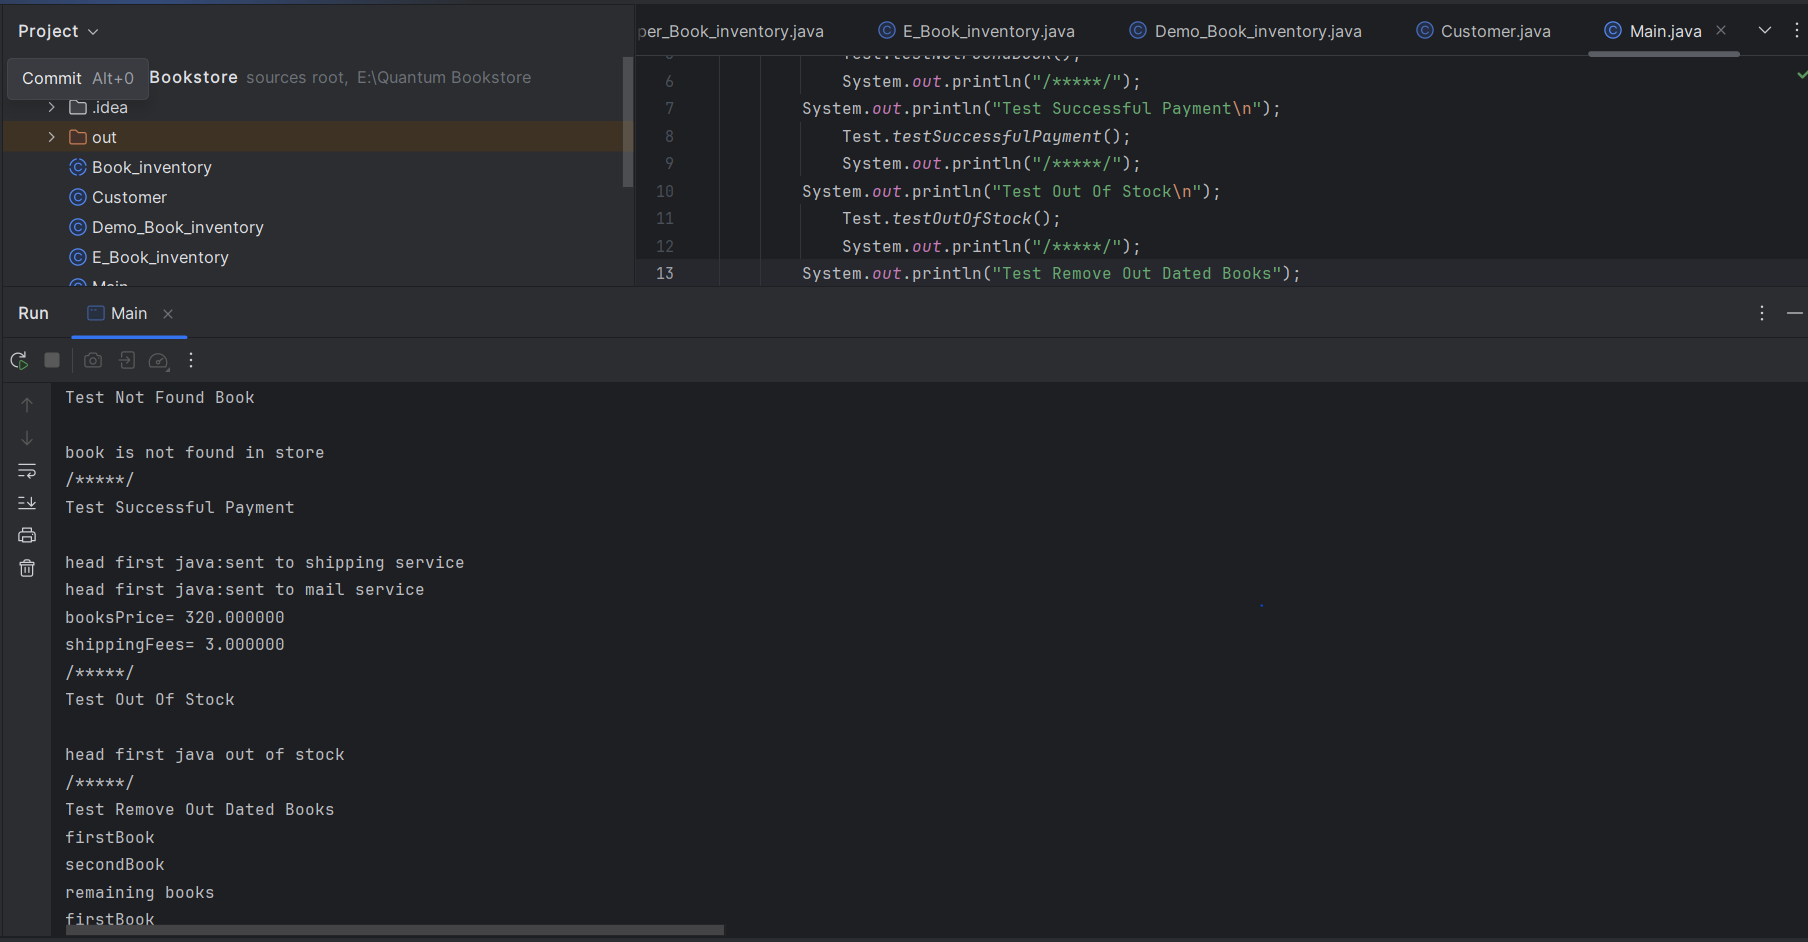 Project
Commit Alt+0
Bookstore sources root, E:\Quantum Bookstore
.idea
out
Book_inventory
Customer
Demo_Book_inventory
E_Book_inventory
Main
per_Book_inventory.java E_Book_inventory.java Demo_Book_inventory.java Customer.java Main.java
Test.testNotFoundBook();
6 System.out.println("/*****/");
7 System.out.println("Test Successful Payment\n");
8 Test.testSuccessfulPayment();
9 System.out.println("/*****/");
10 System.out.println("Test Out Of Stock\n");
11 Test.testOutOfStock();
12 System.out.println("/*****/");
13 System.out.println("Test Remove Out Dated Books");
Run Main
Test Not Found Book
book is not found in store
/*****/
Test Successful Payment
head first java:sent to shipping service
head first java:sent to mail service
booksPrice= 320.000000
shippingFees= 3.000000
/*****/
Test Out Of Stock
head first java out of stock
/*****/
Test Remove Out Dated Books
firstBook
secondBook
remaining books
firstBook